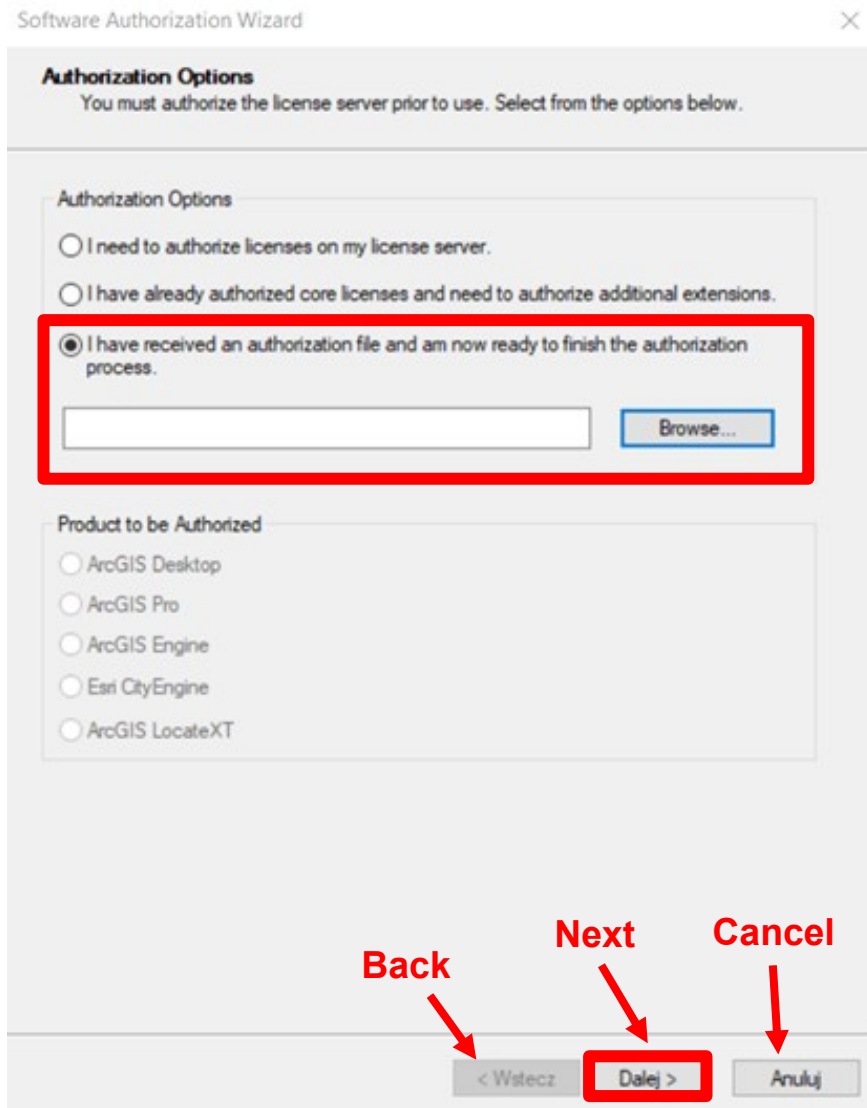 Software Authorization Wizard
Authorization Options
You must authorize the license server prior to use. Select from the options below.
Authorization Options
I need to authorize licenses on my license server.
I have already authorized core licenses and need to authorize additional extensions.
I have received an authorization file and am now ready to finish the authorization
process.
Browse...
Product to be Authorized
ArcGIS Desktop
ArcGIS Pro
ArcGIS Engine
Esri CityEngine
ArcGIS LocateXT
Back
Next
Cancel
< Wstecz
Dalej >
Anuluj